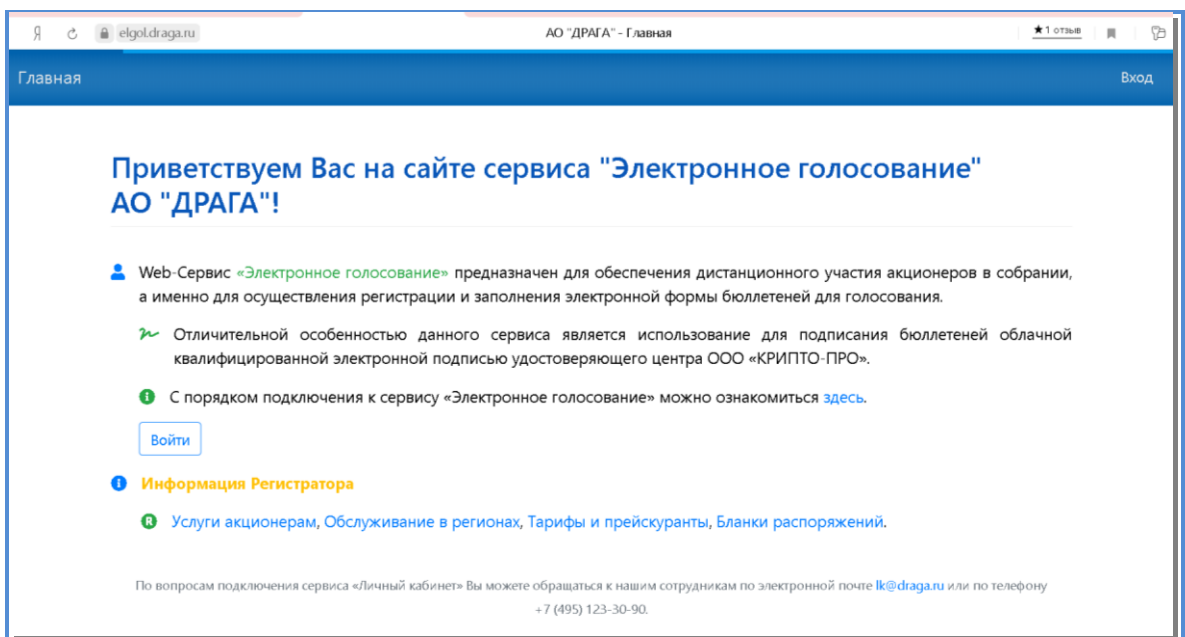 Я elgol.draga.ru АО "ДРАГА" - Главная ★1 отзыв
Главная Вход
Приветствуем Вас на сайте сервиса "Электронное голосование"
АО "ДРАГА"!
Web-Сервис «Электронное голосование» предназначен для обеспечения дистанционного участия акционеров в собрании,
а именно для осуществления регистрации и заполнения электронной формы бюллетеней для голосования.
Отличительной особенностью данного сервиса является использование для подписания бюллетеней облачной
квалифицированной электронной подписью удостоверяющего центра ООО «КРИПТО-ПРО».
С порядком подключения к сервису «Электронное голосование» можно ознакомиться здесь.
Войти
Информация Регистратора
R Услуги акционерам, Обслуживание в регионах, Тарифы и прейскуранты, Бланки распоряжений.
По вопросам подключения сервиса «Личный кабинет» Вы можете обращаться к нашим сотрудникам по электронной почте lk@draga.ru или по телефону
+7 (495) 123-30-90.